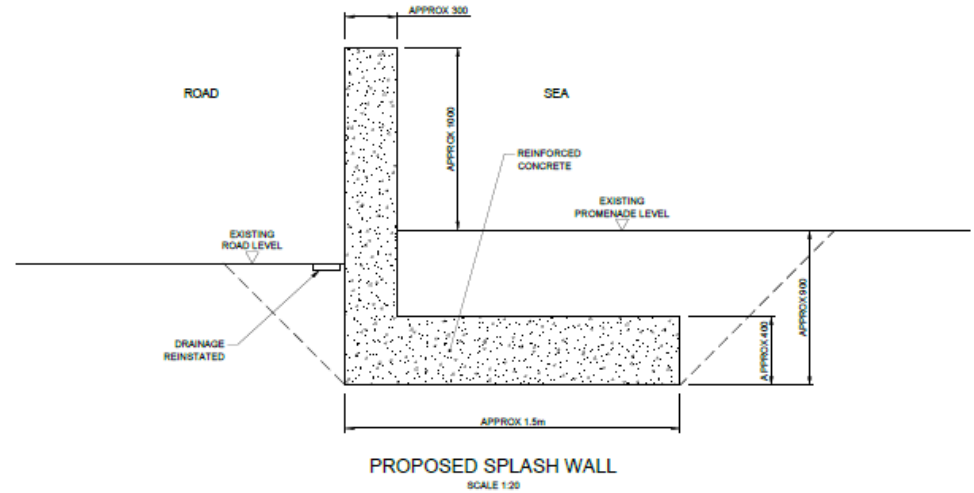 APPROX 300
ROAD
SEA
APPROX 1000
REINFORCED
CONCRETE
EXISTING
PROMENADE LEVEL
EXISTING
ROAD LEVEL
DRAINAGE
REINSTATED
APPROX 400
APPROX 900
APPROX 1.5m
PROPOSED SPLASH WALL
SCALE 1:20